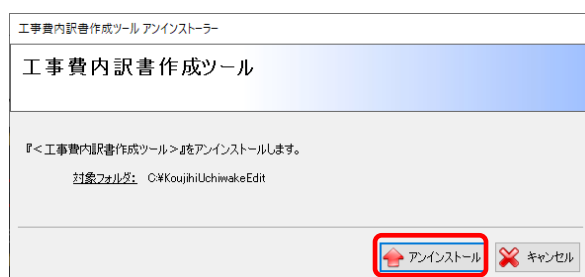 工事費内訳書作成ツール アンインストーラー
工事費内訳書作成ツール
『<工事費内訳書作成ツール>』をアンインストールします。
対象フォルダ: C:¥KoujihiUchiwakeEdit
アンインストール キャンセル